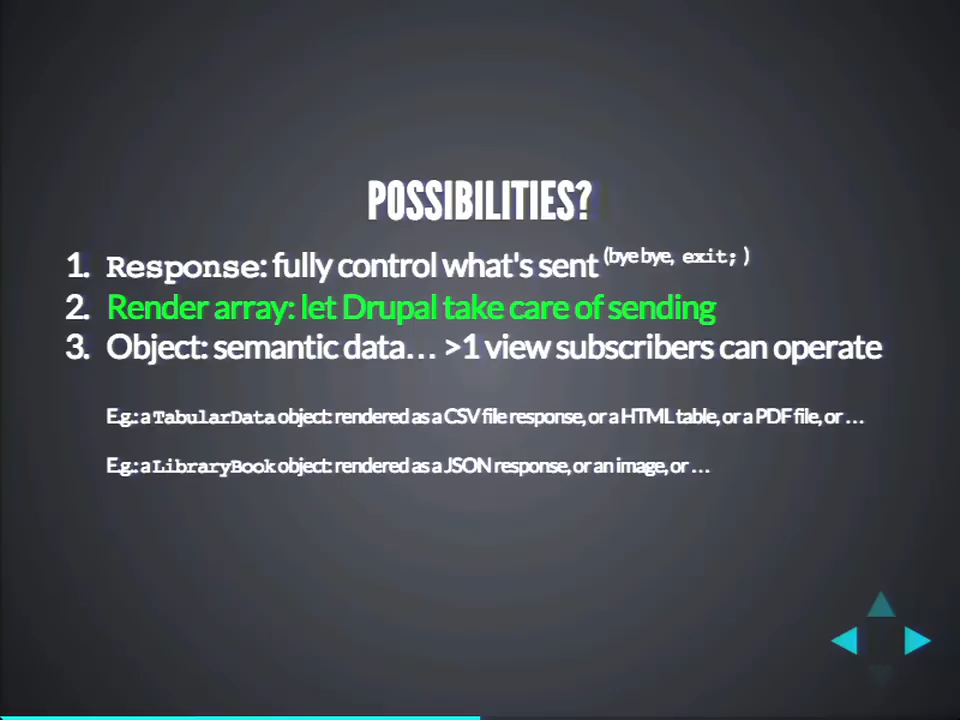 POSSIBILITIES?
1. Response: fully control what's sent (bye bye, exit; )
2. Render array: let Drupal take care of sending
3. Object: semantic data… >1 view subscribers can operate
E.g.: a TabularData object: rendered as a CSV file response, or a HTML table, or a PDF file, or …
E.g.: a LibraryBook object: rendered as a JSON response, or an image, or …